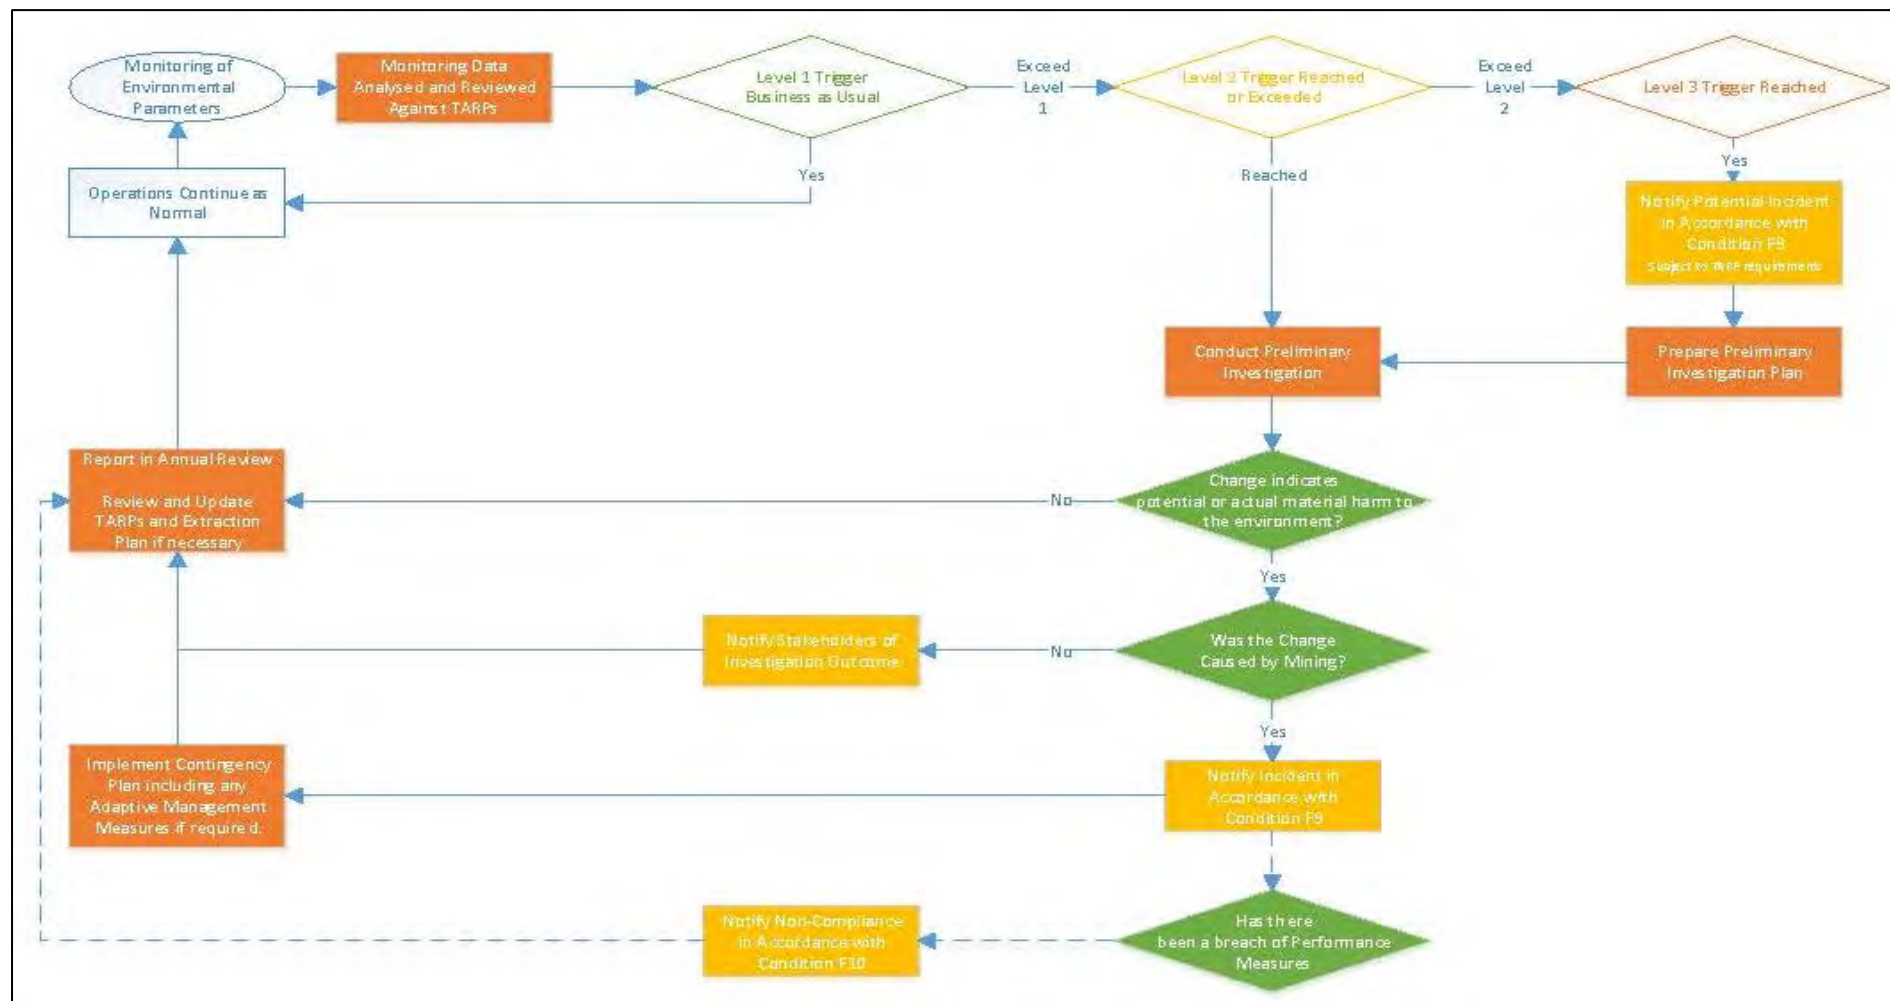 Monitoring of
Environmental
Parameters
Monitoring Data
Analysed and Reviewed
Against TARPs
Level 1 Trigger
Business as Usual
Exceed
Level
1
Level 2 Trigger Reached
or Exceeded
Exceed
Level
2
Level 3 Trigger Reached
Yes
Reached
Yes
Operations Continue as
Normal
Notify Potential Incident
in Accordance with
Condition F9
Subject to TARP requirements
Conduct Preliminary
Investigation
Prepare Preliminary
Investigation Plan
Report in Annual Review
Review and Update
TARPs and Extraction
Plan if necessary
No
Change indicates
potential or actual material harm to
the environment?
Yes
Notify Stakeholders of
Investigation Outcome
No
Was the Change
Caused by Mining?
Yes
Implement Contingency
Plan including any
Adaptive Management
Measures if required.
Notify Incident in
Accordance with
Condition F9
Notify Non-Compliance
in Accordance with
Condition F10
Has there
been a breach of Performance
Measures